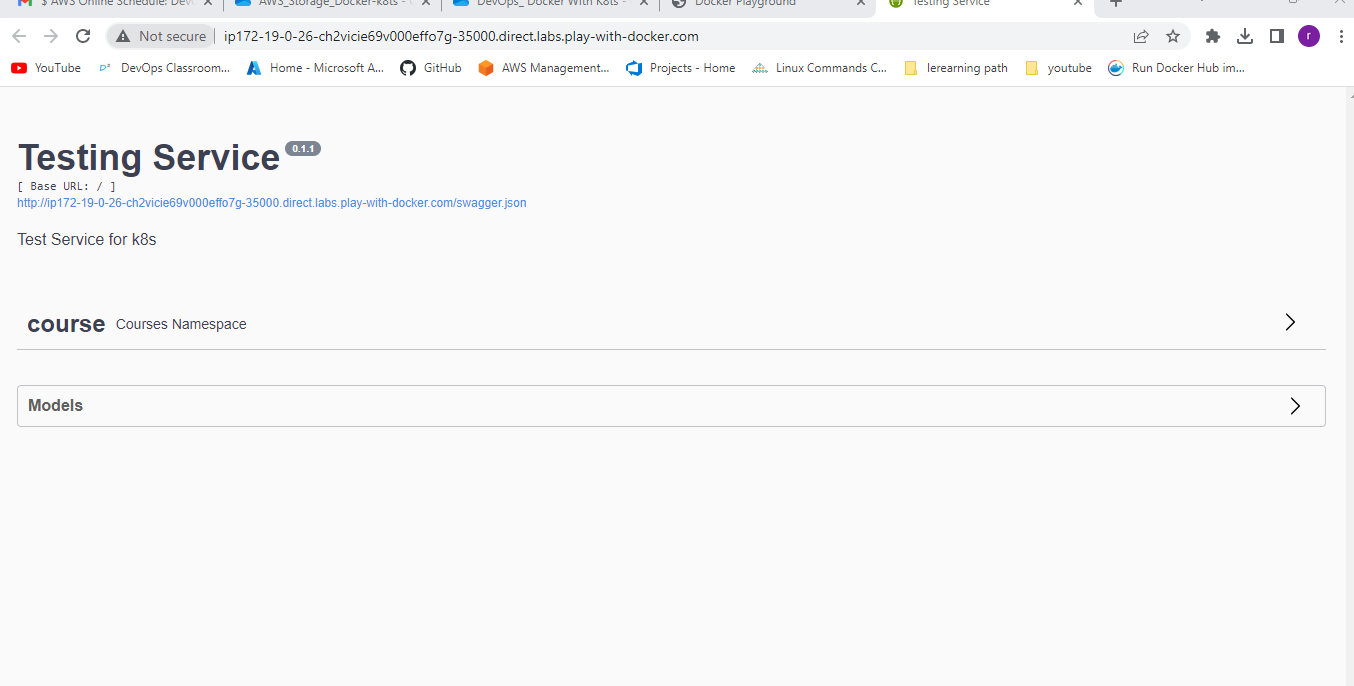 $ AWS Online Schedule: Dev
AWS_Storage_Docker-k8ts - (
DevOps_ Docker With K8s -
Docker Playground
Testing Service
Not secure
ip172-19-0-26-ch2vicie69v000effo7g-35000.direct.labs.play-with-docker.com
r
YouTube
DevOps Classroom...
Home - Microsoft A...
GitHub
AWS Management...
Projects - Home
Linux Commands C...
lerearning path
youtube
Run Docker Hub im...
Testing Service 0.1.1
[ Base URL: / ]
http://ip172-19-0-26-ch2vicie69v000effo7g-35000.direct.labs.play-with-docker.com/swagger.json
Test Service for k8s
course Courses Namespace
Models